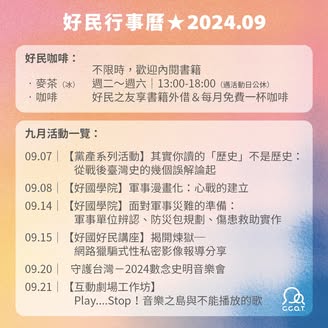 好民行事曆★2024.09
好民咖啡：
不限時，歡迎內閱書籍
·麥茶（冰） 週二～週六｜13:00-18:00（遇活動日公休）
·咖啡 好民之友享書籍外借＆每月免費一杯咖啡
九月活動一覽：
09.07｜【黨產系列活動】其實你讀的「歷史」不是歷史：
從戰後臺灣史的幾個誤解論起
09.08｜【好國學院】軍事漫畫化：心戰的建立
09.14｜【好國學院】面對軍事災難的準備：
軍事單位辨認、防災包規劃、傷患救助實作
09.15｜【好國好民講座】揭開煉獄—
網路獵騙式性私密影像報導分享
09.20｜ 守護台灣－2024數念史明音樂會
09.21｜【互動劇場工作坊】
Play....Stop！音樂之島與不能播放的歌
C.G.O.T.